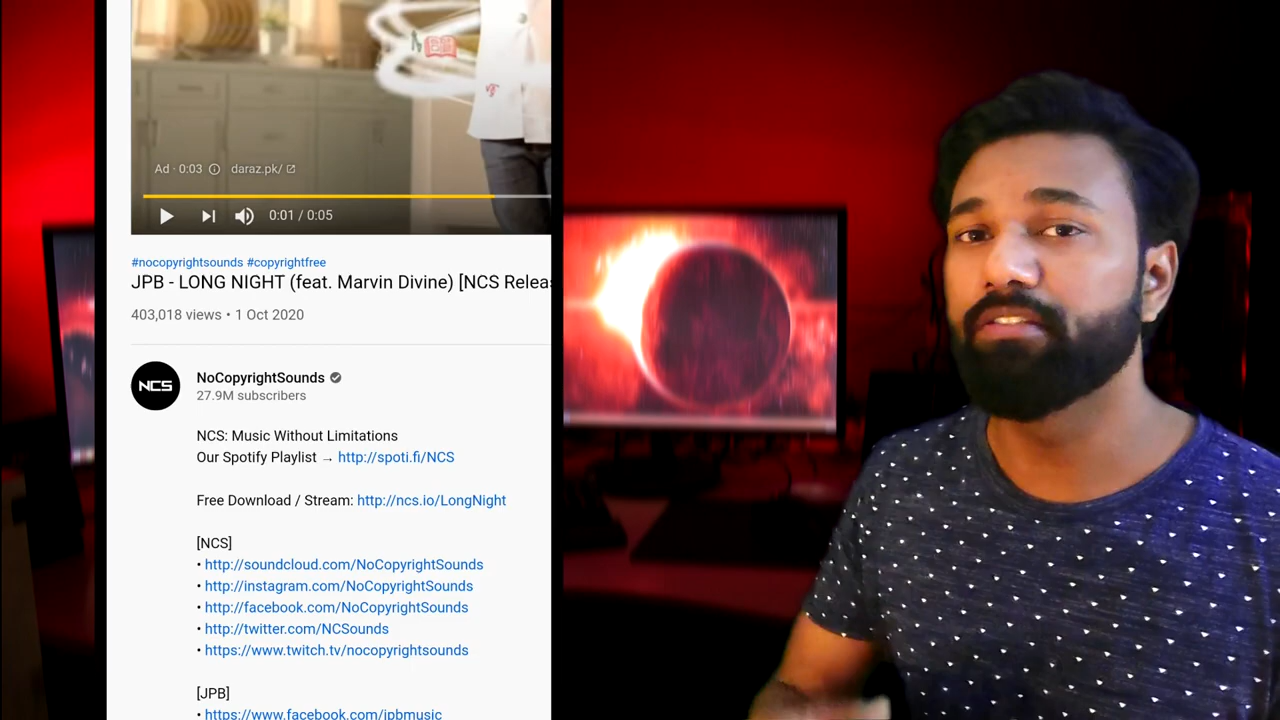 Ad · 0:03 daraz.pk/
0:01 / 0:05
#nocopyrightsounds #copyrightfree
JPB - LONG NIGHT (feat. Marvin Divine) [NCS Releas
403,018 views • 1 Oct 2020
NCS
NoCopyrightSounds
27.9M subscribers
NCS: Music Without Limitations
Our Spotify Playlist → http://spoti.fi/NCS
Free Download / Stream: http://ncs.io/LongNight
[NCS]
• http://soundcloud.com/NoCopyrightSounds
• http://instagram.com/NoCopyrightSounds
• http://facebook.com/NoCopyrightSounds
• http://twitter.com/NCSounds
• https://www.twitch.tv/nocopyrightsounds
[JPB]
• https://www.facebook.com/jpbmusic